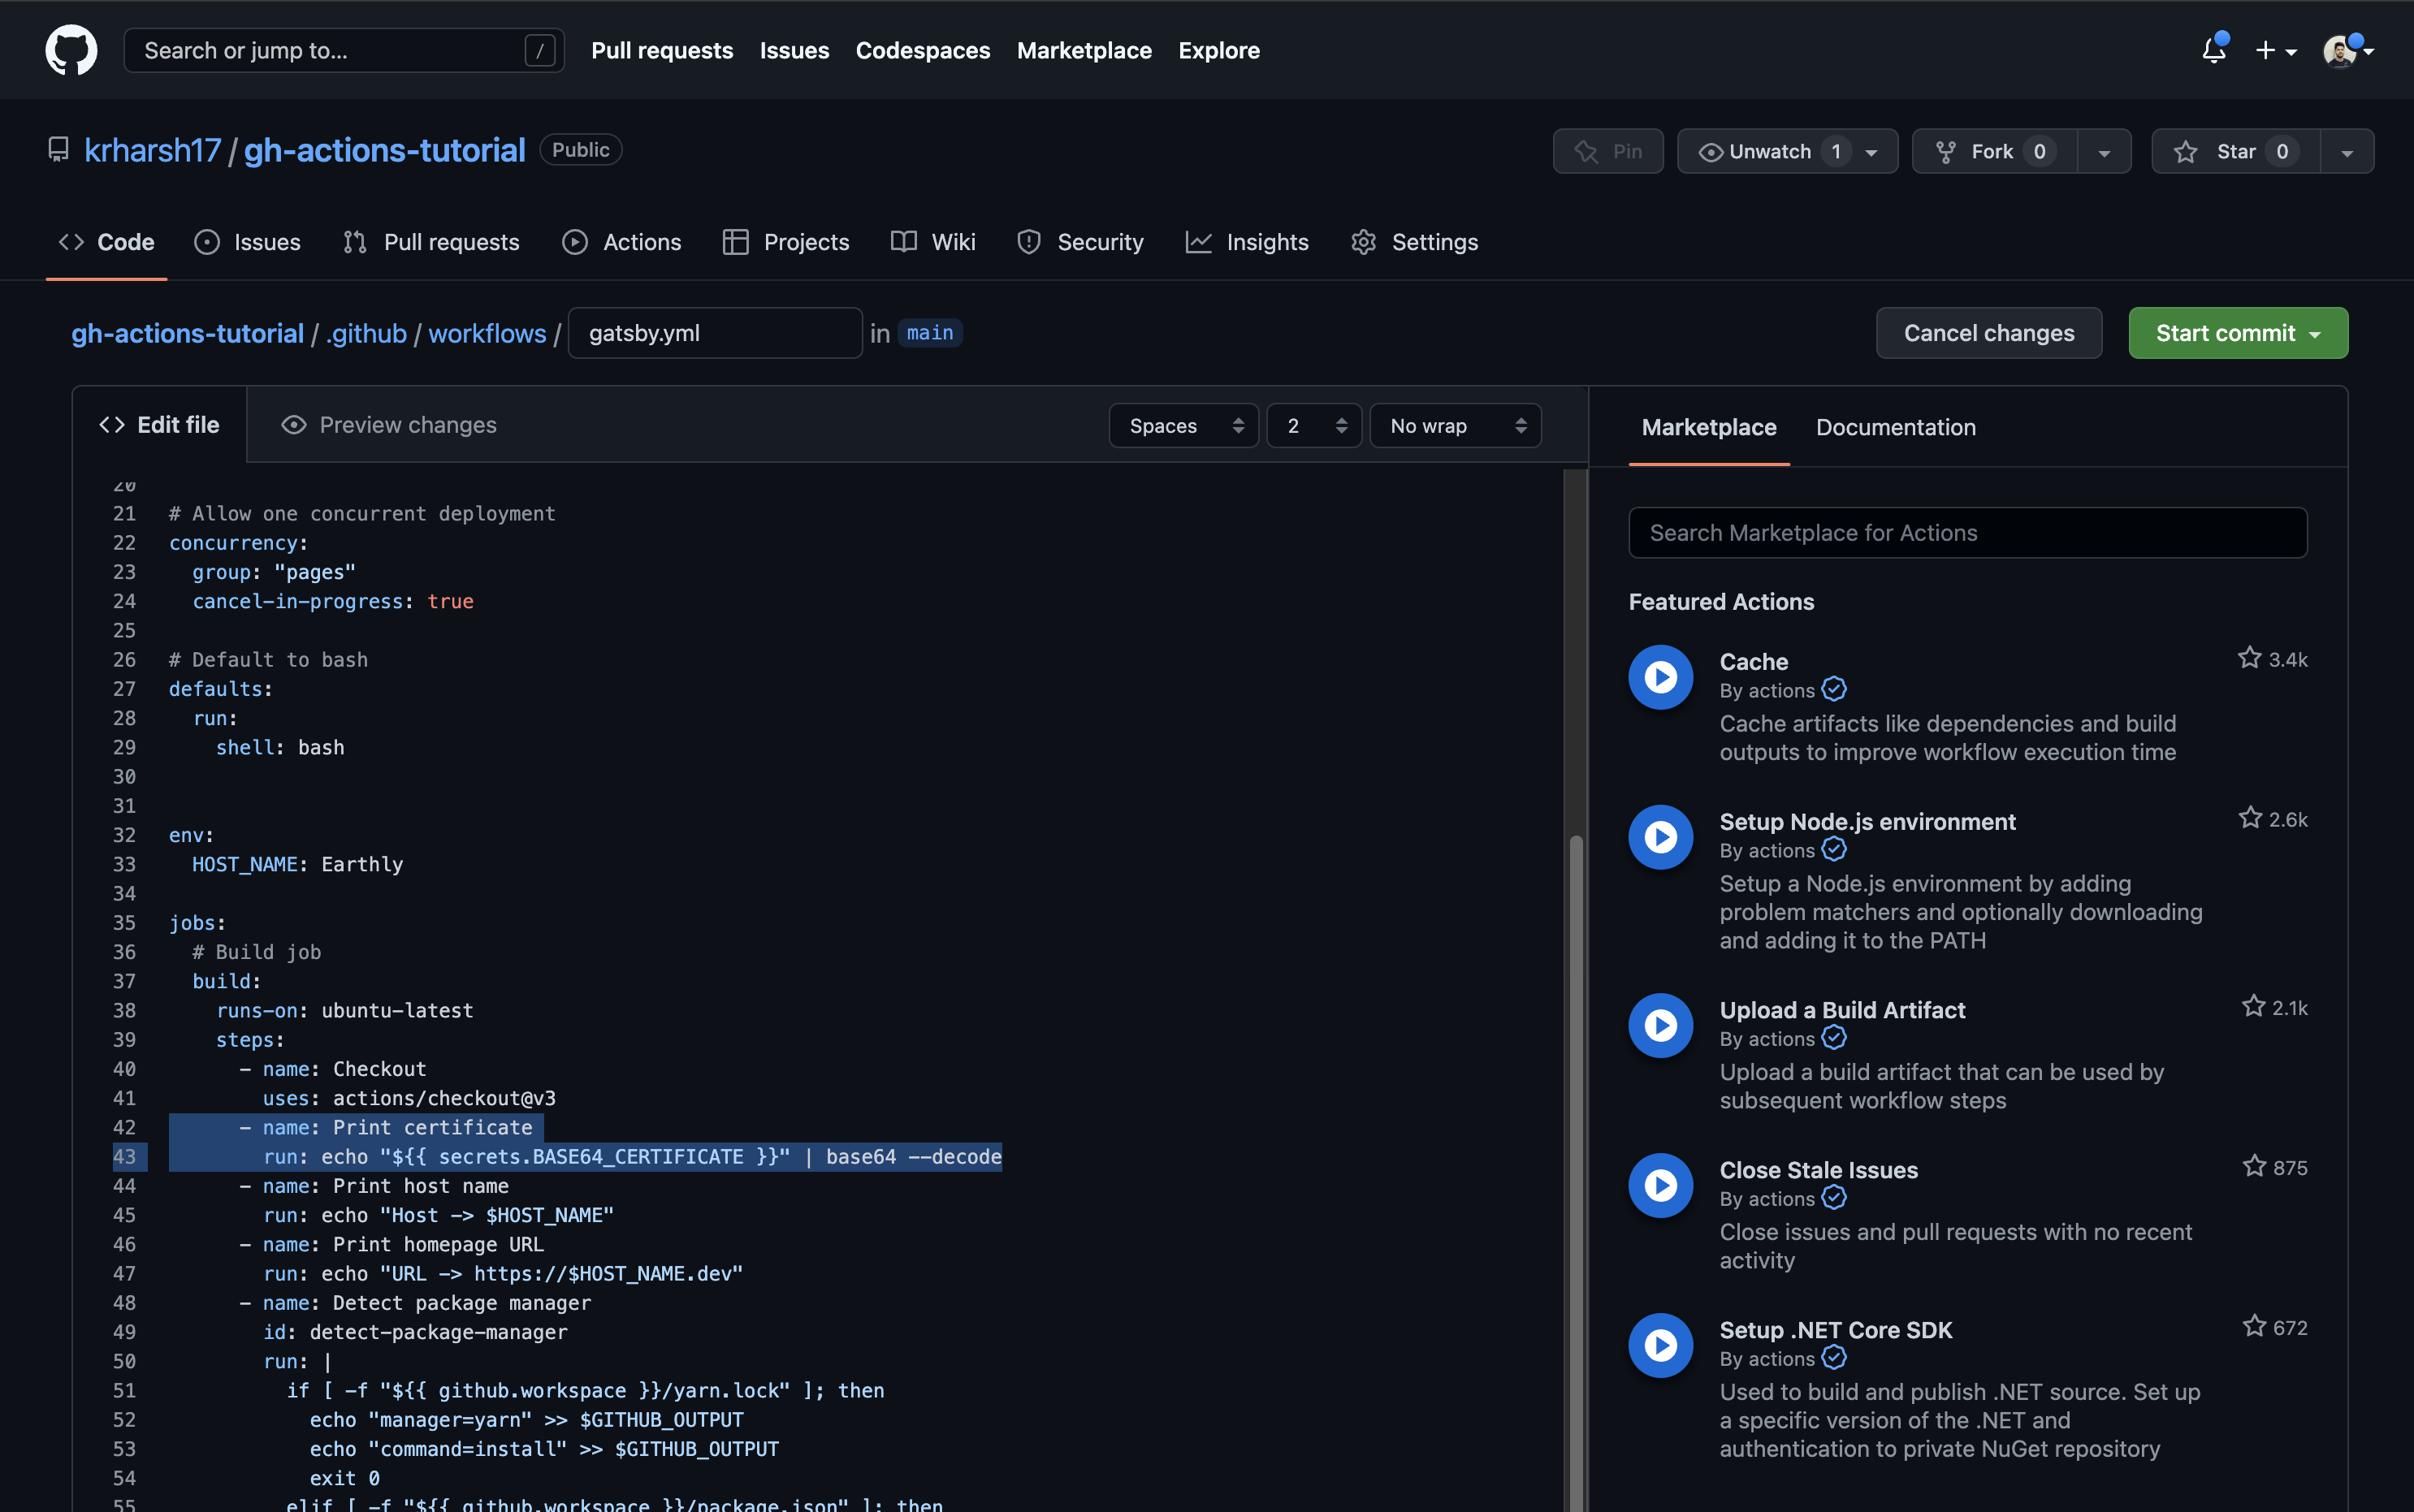 Search or jump to... /
Pull requests
Issues
Codespaces
Marketplace
Explore
krharsh17 / gh-actions-tutorial
Public
Pin
Unwatch 1
Fork 0
Star 0
Code
Issues
Pull requests
Actions
Projects
Wiki
Security
Insights
Settings
gh-actions-tutorial / .github / workflows / gatsby.yml in main
Cancel changes
Start commit
Edit file
Preview changes
Spaces
2
No wrap
20
21 # Allow one concurrent deployment
22 concurrency:
23   group: "pages"
24   cancel-in-progress: true
25
26 # Default to bash
27 defaults:
28   run:
29     shell: bash
30
31
32 env:
33   HOST_NAME: Earthly
34
35 jobs:
36   # Build job
37   build:
38     runs-on: ubuntu-latest
39     steps:
40       - name: Checkout
41         uses: actions/checkout@v3
42       - name: Print certificate
43         run: echo "${{ secrets.BASE64_CERTIFICATE }}" | base64 --decode
44       - name: Print host name
45         run: echo "Host -> $HOST_NAME"
46       - name: Print homepage URL
47         run: echo "URL -> https://$HOST_NAME.dev"
48       - name: Detect package manager
49         id: detect-package-manager
50         run: |
51           if [ -f "${{ github.workspace }}/yarn.lock" ]; then
52             echo "manager=yarn" >> $GITHUB_OUTPUT
53             echo "command=install" >> $GITHUB_OUTPUT
54             exit 0
55           elif [ -f "${{ github.workspace }}/package.json" ]; then
Marketplace
Documentation
Search Marketplace for Actions
Featured Actions
Cache
3.4k
By actions
Cache artifacts like dependencies and build
outputs to improve workflow execution time
Setup Node.js environment
2.6k
By actions
Setup a Node.js environment by adding
problem matchers and optionally downloading
and adding it to the PATH
Upload a Build Artifact
2.1k
By actions
Upload a build artifact that can be used by
subsequent workflow steps
Close Stale Issues
875
By actions
Close issues and pull requests with no recent
activity
Setup .NET Core SDK
672
By actions
Used to build and publish .NET source. Set up
a specific version of the .NET and
authentication to private NuGet repository